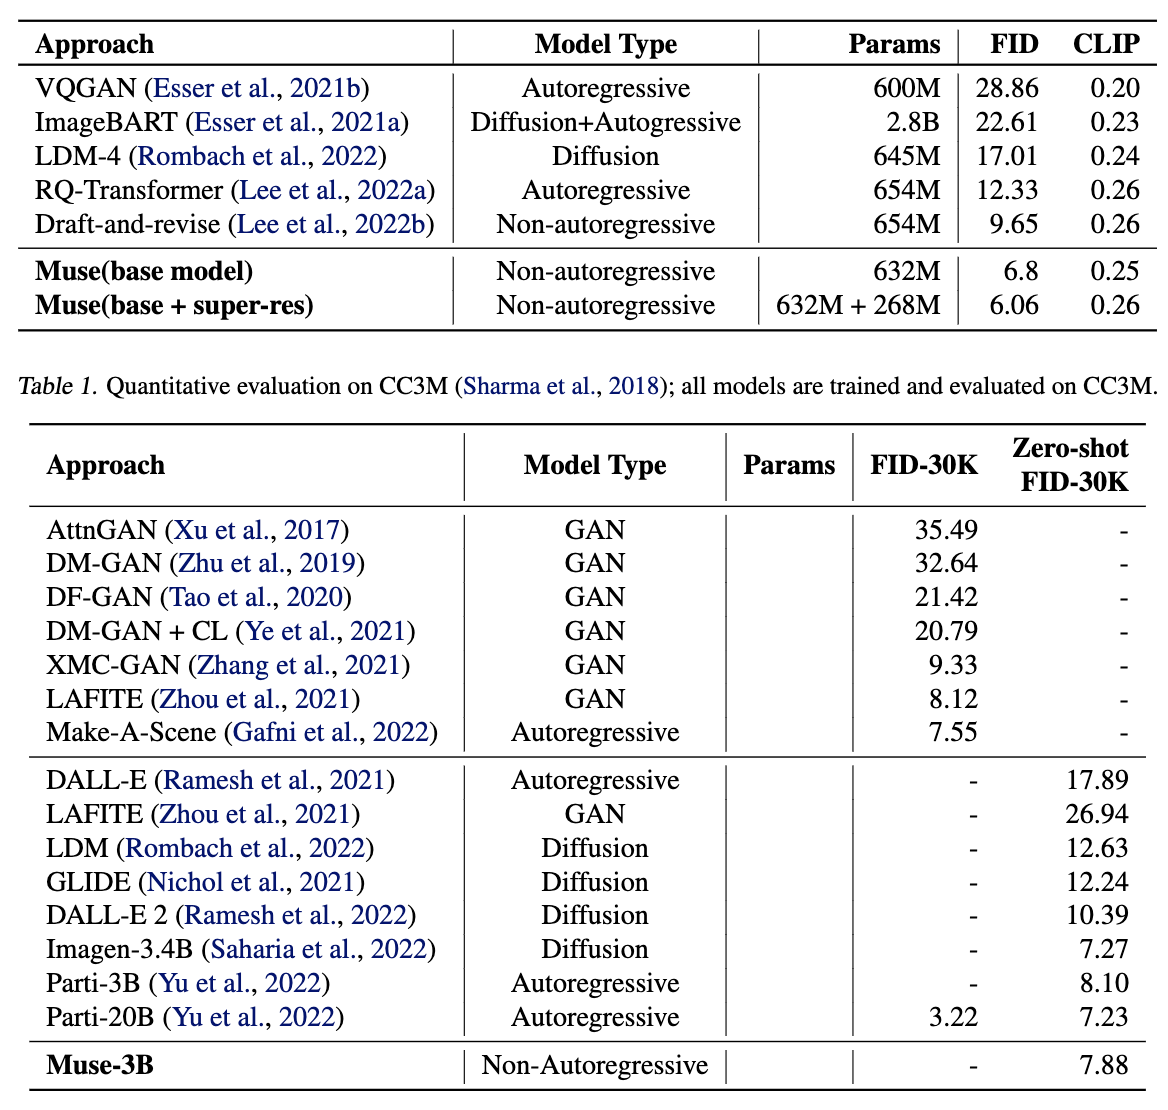 Approach Model Type Params FID CLIP
VQGAN (Esser et al., 2021b) Autoregressive 600M 28.86 0.20
ImageBART (Esser et al., 2021a) Diffusion+Autogressive 2.8B 22.61 0.23
LDM-4 (Rombach et al., 2022) Diffusion 645M 17.01 0.24
RQ-Transformer (Lee et al., 2022a) Autoregressive 654M 12.33 0.26
Draft-and-revise (Lee et al., 2022b) Non-autoregressive 654M 9.65 0.26
Muse(base model) Non-autoregressive 632M 6.8 0.25
Muse(base + super-res) Non-autoregressive 632M + 268M 6.06 0.26
Table 1. Quantitative evaluation on CC3M (Sharma et al., 2018); all models are trained and evaluated on CC3M.
Approach Model Type Params FID-30K Zero-shot
FID-30K
AttnGAN (Xu et al., 2017) GAN 35.49 -
DM-GAN (Zhu et al., 2019) GAN 32.64 -
DF-GAN (Tao et al., 2020) GAN 21.42 -
DM-GAN + CL (Ye et al., 2021) GAN 20.79 -
XMC-GAN (Zhang et al., 2021) GAN 9.33 -
LAFITE (Zhou et al., 2021) GAN 8.12 -
Make-A-Scene (Gafni et al., 2022) Autoregressive 7.55 -
DALL-E (Ramesh et al., 2021) Autoregressive - 17.89
LAFITE (Zhou et al., 2021) GAN - 26.94
LDM (Rombach et al., 2022) Diffusion - 12.63
GLIDE (Nichol et al., 2021) Diffusion - 12.24
DALL-E 2 (Ramesh et al., 2022) Diffusion - 10.39
Imagen-3.4B (Saharia et al., 2022) Diffusion - 7.27
Parti-3B (Yu et al., 2022) Autoregressive - 8.10
Parti-20B (Yu et al., 2022) Autoregressive 3.22 7.23
Muse-3B Non-Autoregressive - 7.88